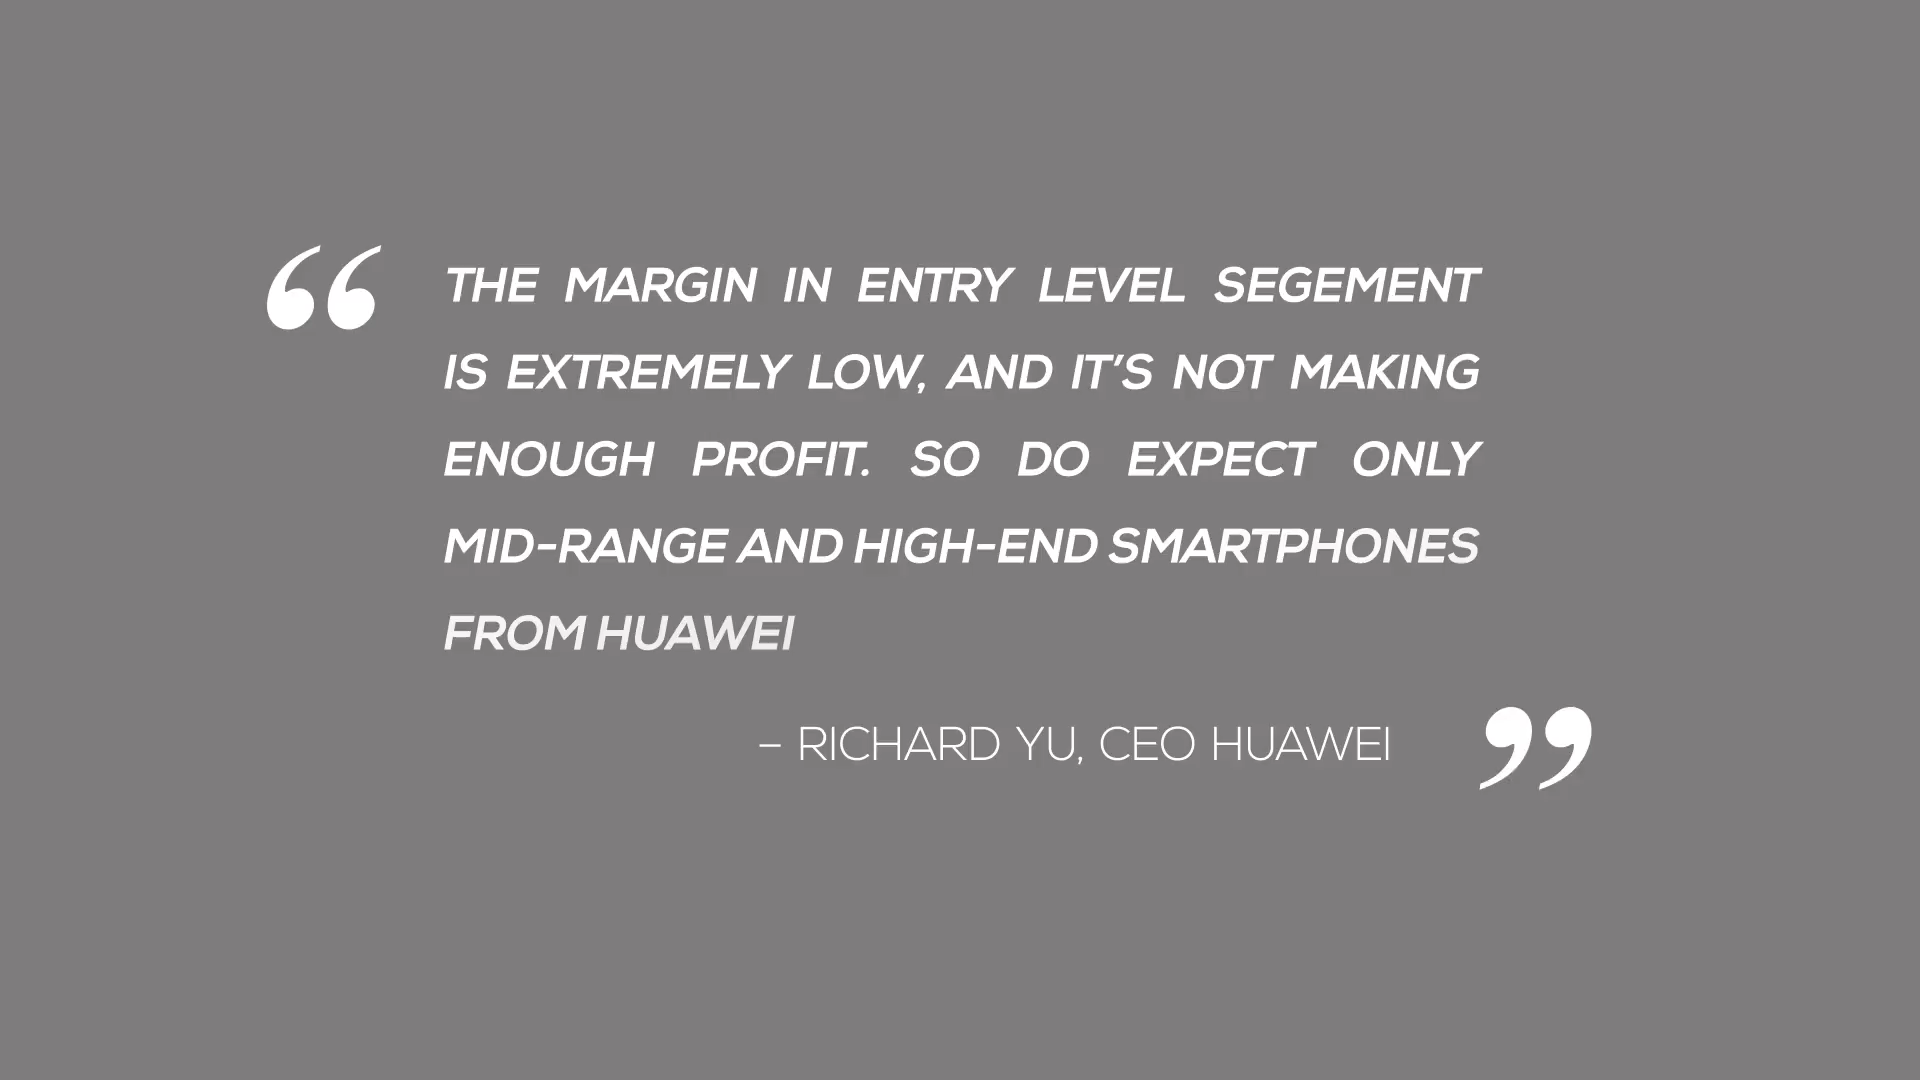 “
THE MARGIN IN ENTRY LEVEL SEGEMENT
IS EXTREMELY LOW, AND IT’S NOT MAKING
ENOUGH PROFIT. SO DO EXPECT ONLY
MID-RANGE AND HIGH-END SMARTPHONES
FROM HUAWEI
– RICHARD YU, CEO HUAWEI
”